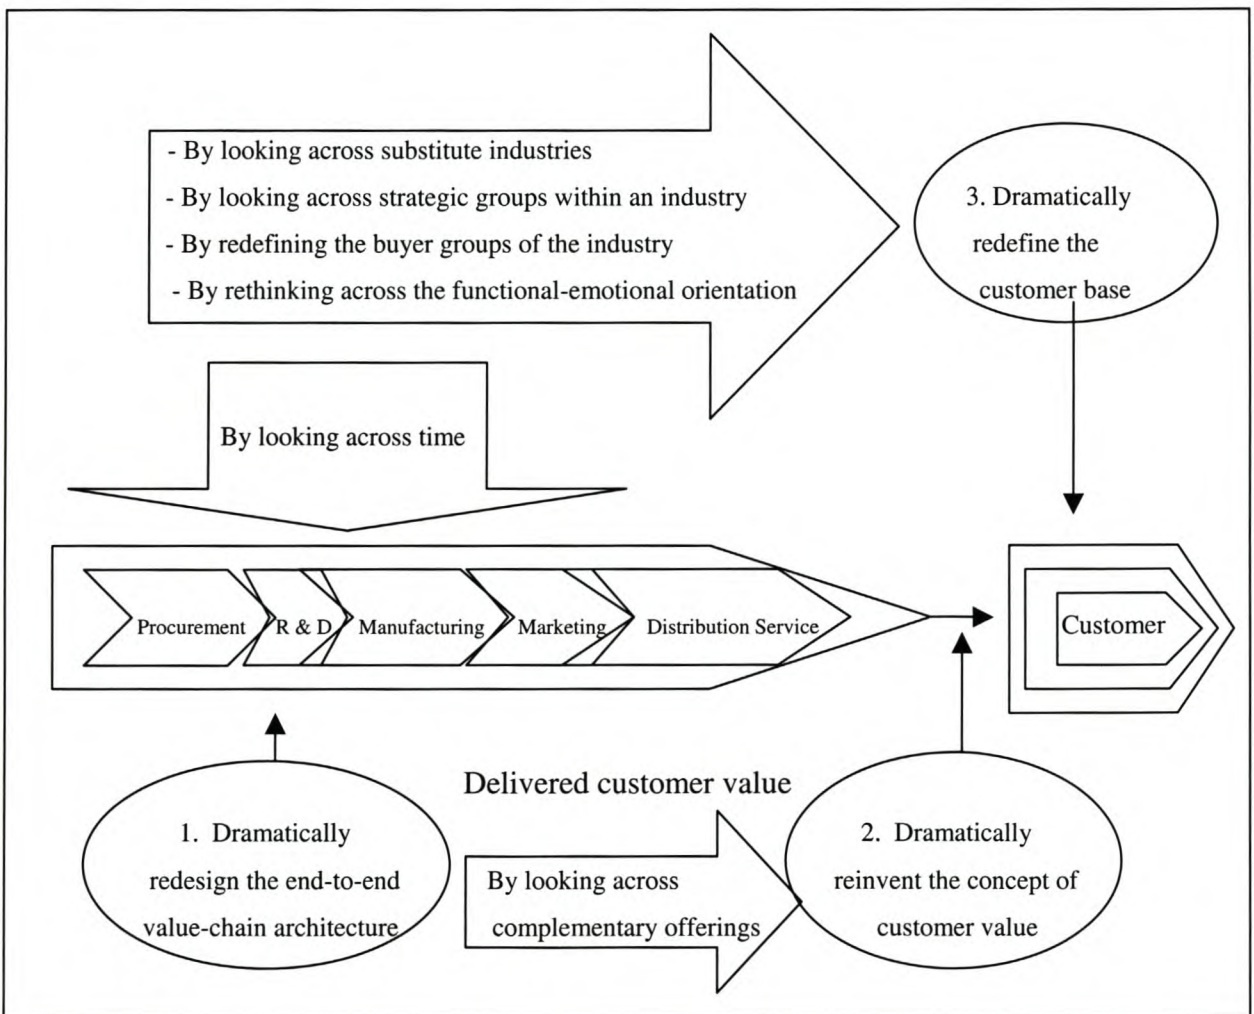 - By looking across substitute industries
- By looking across strategic groups within an industry
- By redefining the buyer groups of the industry
- By rethinking across the functional-emotional orientation
3. Dramatically
redefine the
customer base
By looking across time
Procurement
R & D
Manufacturing
Marketing
Distribution Service
Customer
Delivered customer value
1. Dramatically
redesign the end-to-end
value-chain architecture
By looking across
complementary offerings
2. Dramatically
reinvent the concept of
customer value